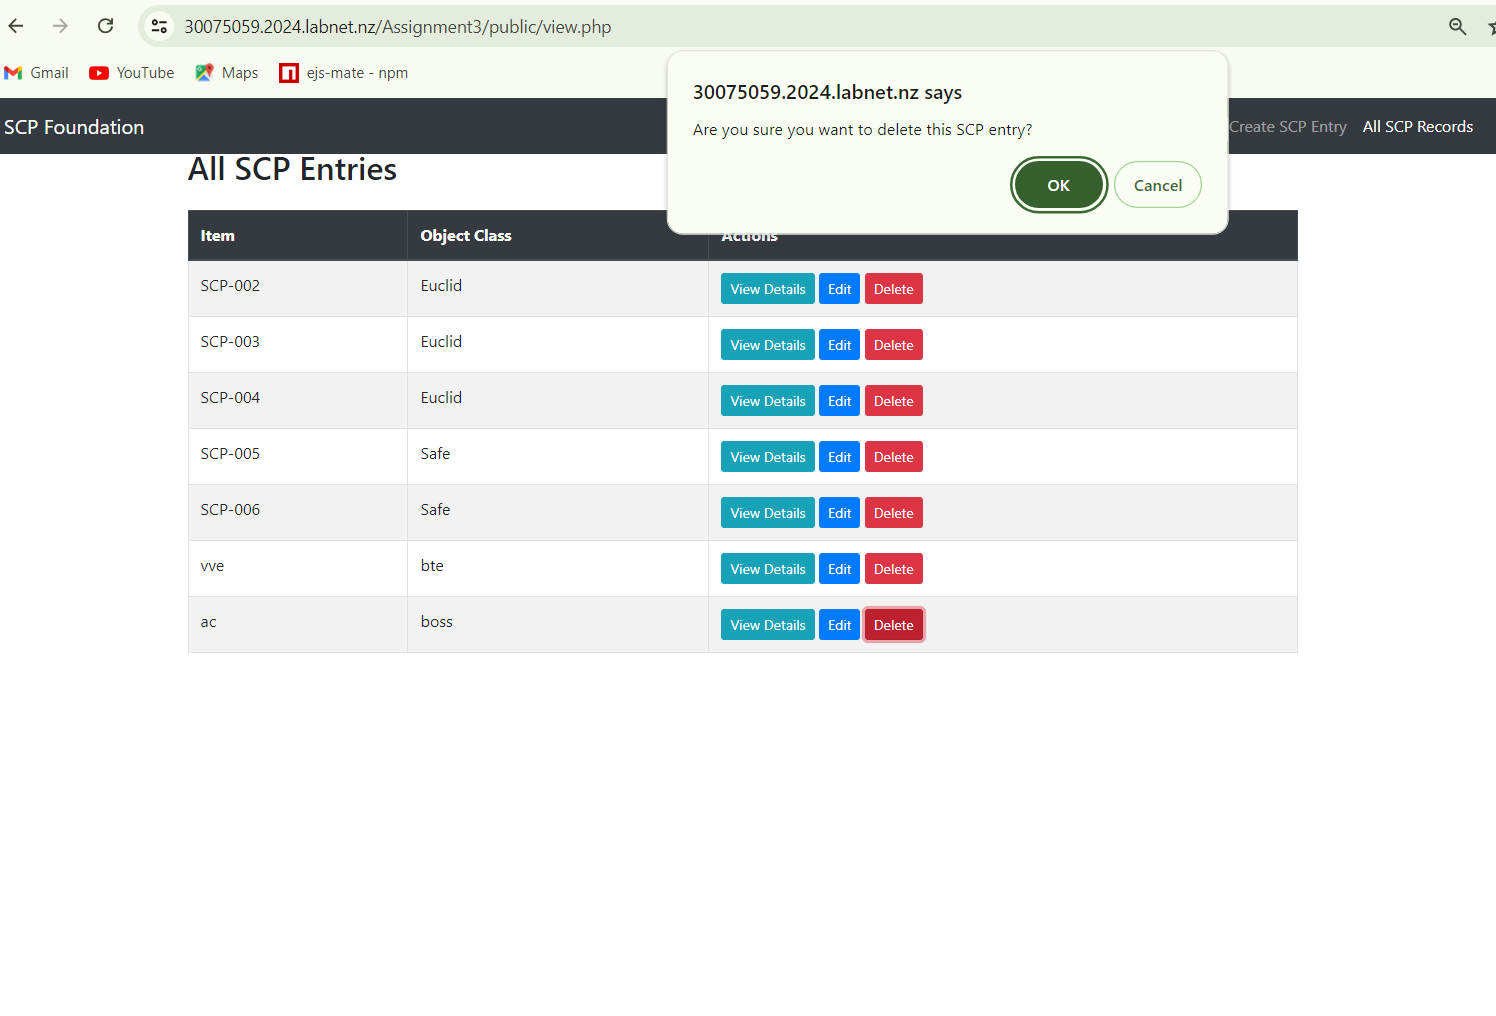 30075059.2024.labnet.nz/Assignment3/public/view.php
Gmail YouTube Maps ejs-mate - npm
30075059.2024.labnet.nz says
Are you sure you want to delete this SCP entry?
OK Cancel
SCP Foundation Create SCP Entry All SCP Records
All SCP Entries
Item Object Class Actions
SCP-002 Euclid View Details Edit Delete
SCP-003 Euclid View Details Edit Delete
SCP-004 Euclid View Details Edit Delete
SCP-005 Safe View Details Edit Delete
SCP-006 Safe View Details Edit Delete
vve bte View Details Edit Delete
ac boss View Details Edit Delete